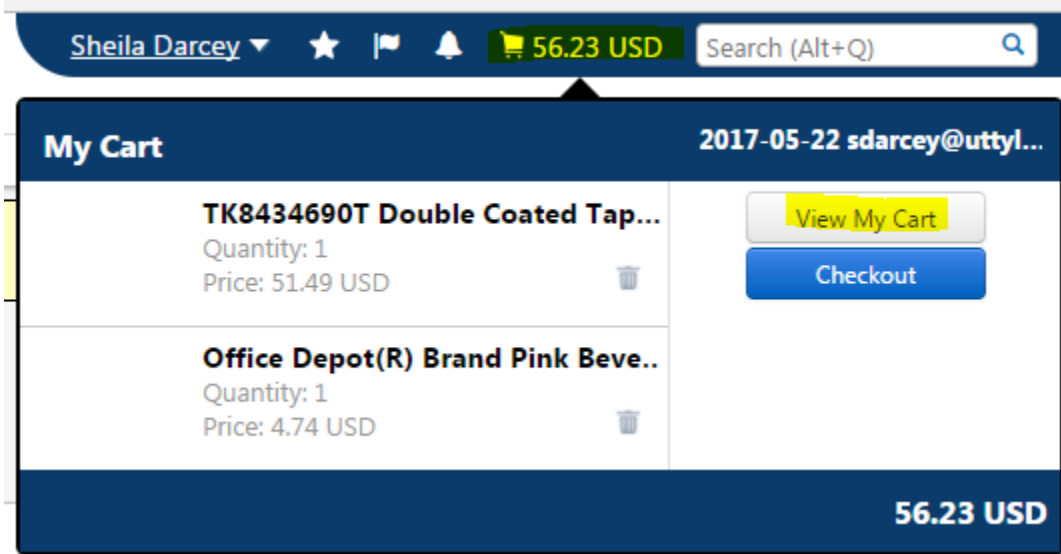 Sheila Darcey 56.23 USD Search (Alt+Q)
My Cart 2017-05-22 sdarcey@uttyl...
TK8434690T Double Coated Tap...
Quantity: 1
Price: 51.49 USD
View My Cart
Checkout
Office Depot(R) Brand Pink Beve..
Quantity: 1
Price: 4.74 USD
56.23 USD